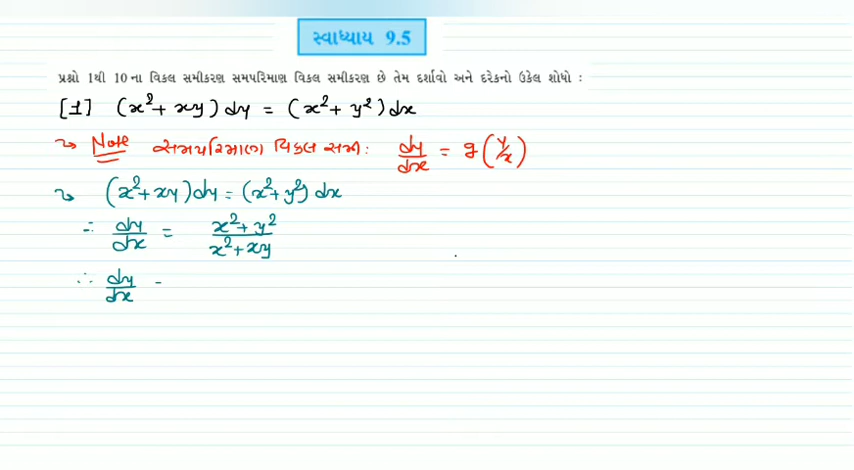 સ્વાધ્યાય 9.5
પ્રશ્નો 1થી 10 ના વિકલ સમીકરણ સમપરિમાણ વિકલ સમીકરણ છે તેમ દર્શાવો અને દરેકનો ઉકેલ શોધો :
[1] (x² + xy) dy = (x² + y²) dx
→ Note સમપરિમાણ વિકલ સમી: dy/dx = g(y/x)
→ (x² + xy) dy = (x² + y²) dx
∴ dy/dx = x² + y² / x² + xy
∴ dy/dx -